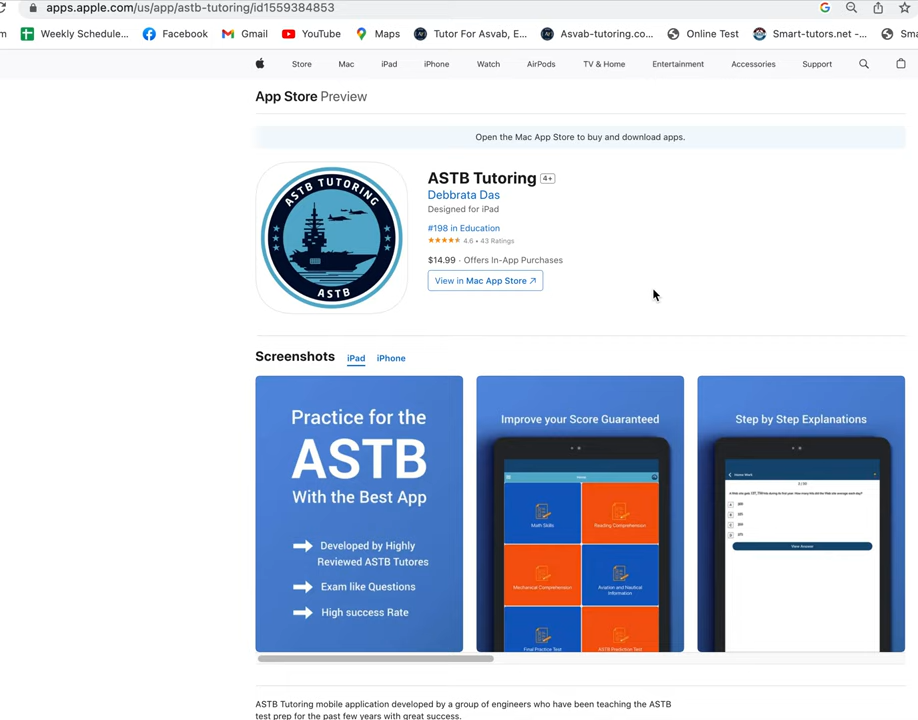 apps.apple.com/us/app/astb-tutoring/id1559384853
Weekly Schedule... Facebook Gmail YouTube Maps Tutor For Asvab, E... Asvab-tutoring.co... Online Test Smart-tutors.net -...
Store Mac iPad iPhone Watch AirPods TV & Home Entertainment Accessories Support
App Store Preview
Open the Mac App Store to buy and download apps.
ASTB TUTORING
ASTB
ASTB Tutoring 4+
Debbrata Das
Designed for iPad
#198 in Education
4.6 • 43 Ratings
$14.99 · Offers In-App Purchases
View in Mac App Store ↗
Screenshots iPad iPhone
Practice for the
ASTB
With the Best App
Developed by Highly
Reviewed ASTB Tutores
Exam like Questions
High success Rate
Improve your Score Guaranteed
Math Skills
Reading Comprehension
Mechanical Comprehension
Aviation and Nautical
Information
Final Practice Test
ASTB Prediction Test
Step by Step Explanations
View Answer
ASTB Tutoring mobile application developed by a group of engineers who have been teaching the ASTB
test prep for the past few years with great success.